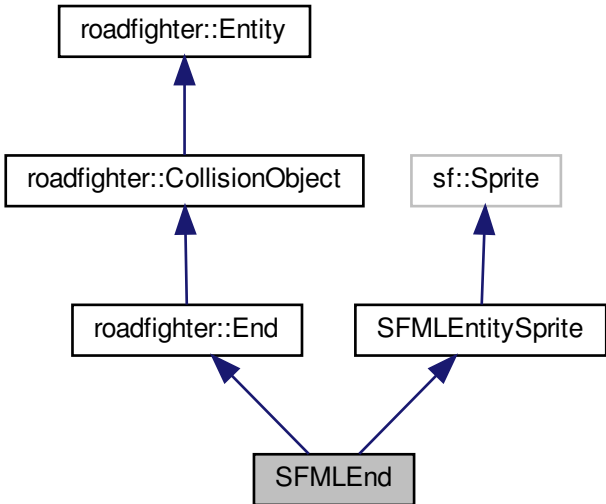 roadfighter::Entity
roadfighter::CollisionObject
sf::Sprite
roadfighter::End
SFMLEntitySprite
SFMLEnd